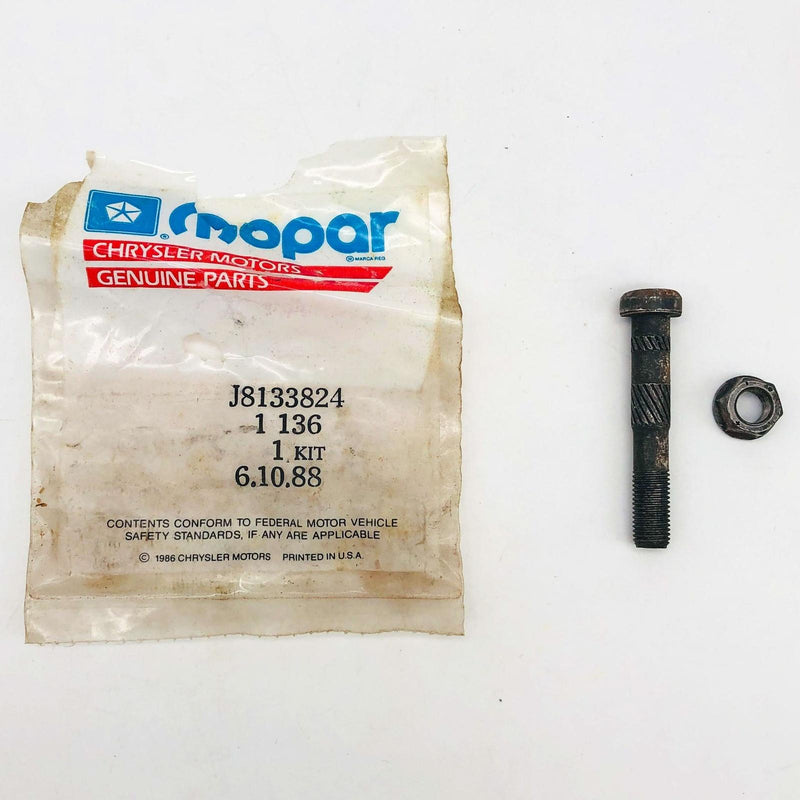 ® Mopar
® MARCA REG
CHRYSLER MOTORS
GENUINE PARTS
J8133824
1 136
1 KIT
6.10.88
CONTENTS CONFORM TO FEDERAL MOTOR VEHICLE
SAFETY STANDARDS, IF ANY ARE APPLICABLE
© 1986 CHRYSLER MOTORS PRINTED IN U.S.A.